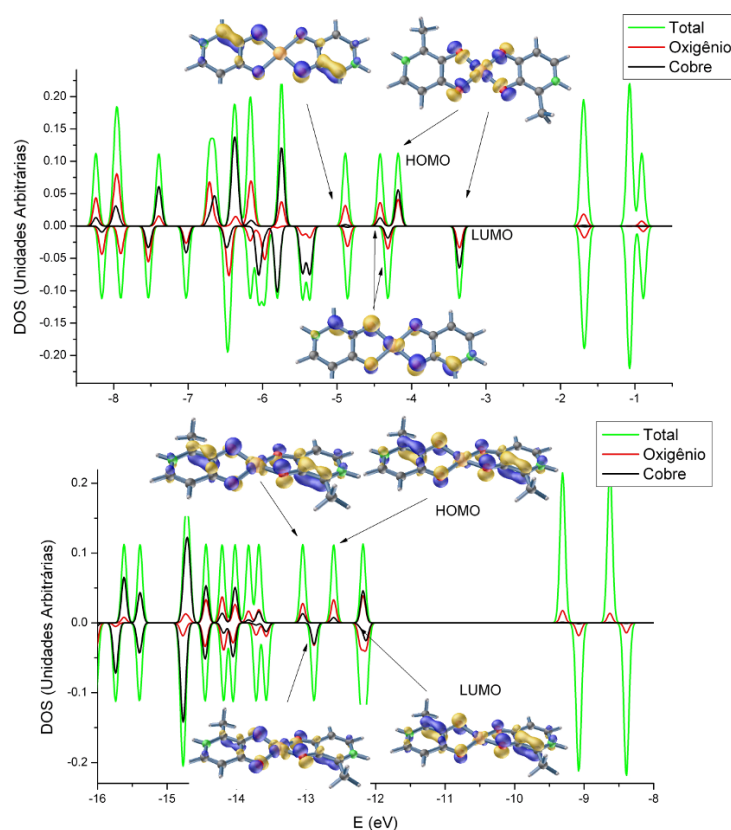 Total
Oxigênio
Cobre
0.20
0.15
0.10
0.05
0.00
-0.05
-0.10
-0.15
-0.20
DOS (Unidades Arbitrárias)
HOMO
LUMO
-8 -7 -6 -5 -4 -3 -2 -1
Total
Oxigênio
Cobre
0.2
0.1
0.0
-0.1
-0.2
DOS (Unidades Arbitrárias)
HOMO
LUMO
-16 -15 -14 -13 -12 -11 -10 -9 -8
E (eV)